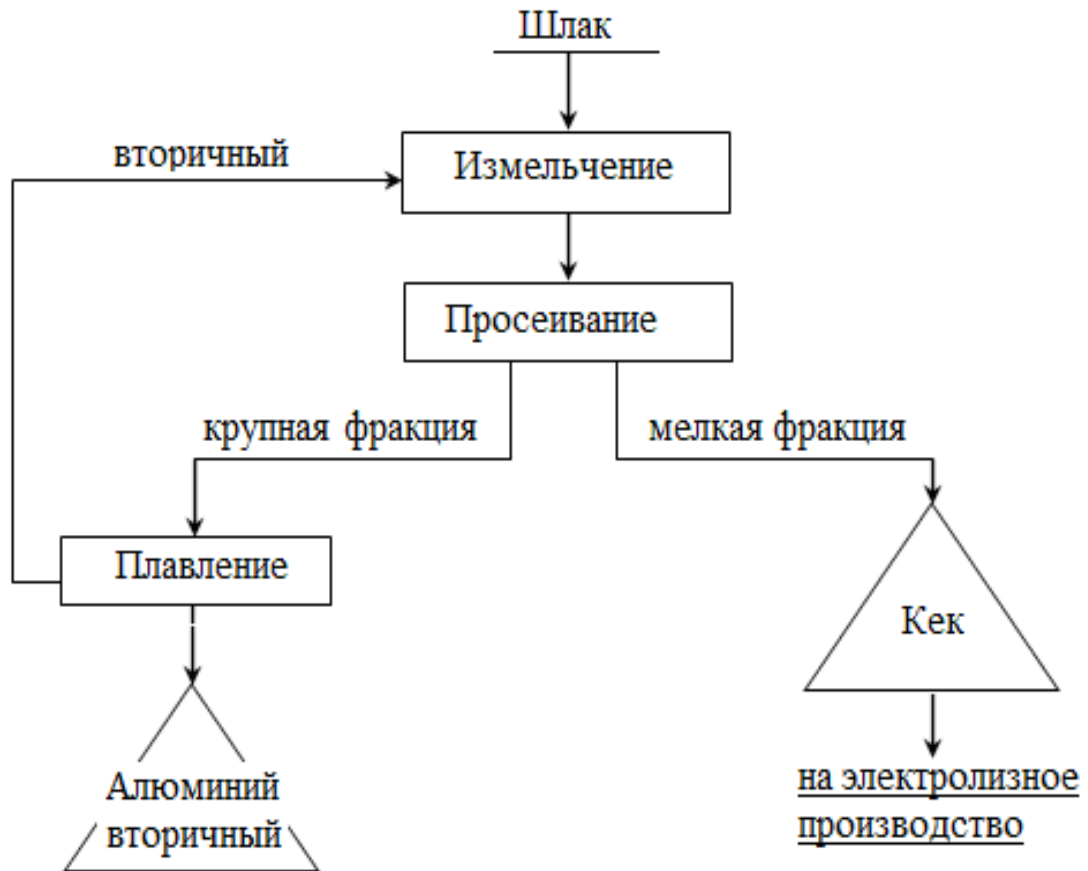 Шлак
вторичный
Измельчение
Просеивание
крупная фракция
мелкая фракция
Плавление
Кек
Алюминий
вторичный
на электролизное
производство